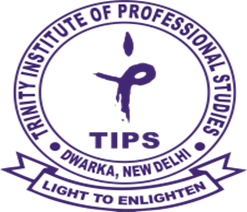 • TRINITY INSTITUTE OF PROFESSIONAL STUDIES •
TIPS
DWARKA, NEW DELHI
LIGHT TO ENLIGHTEN